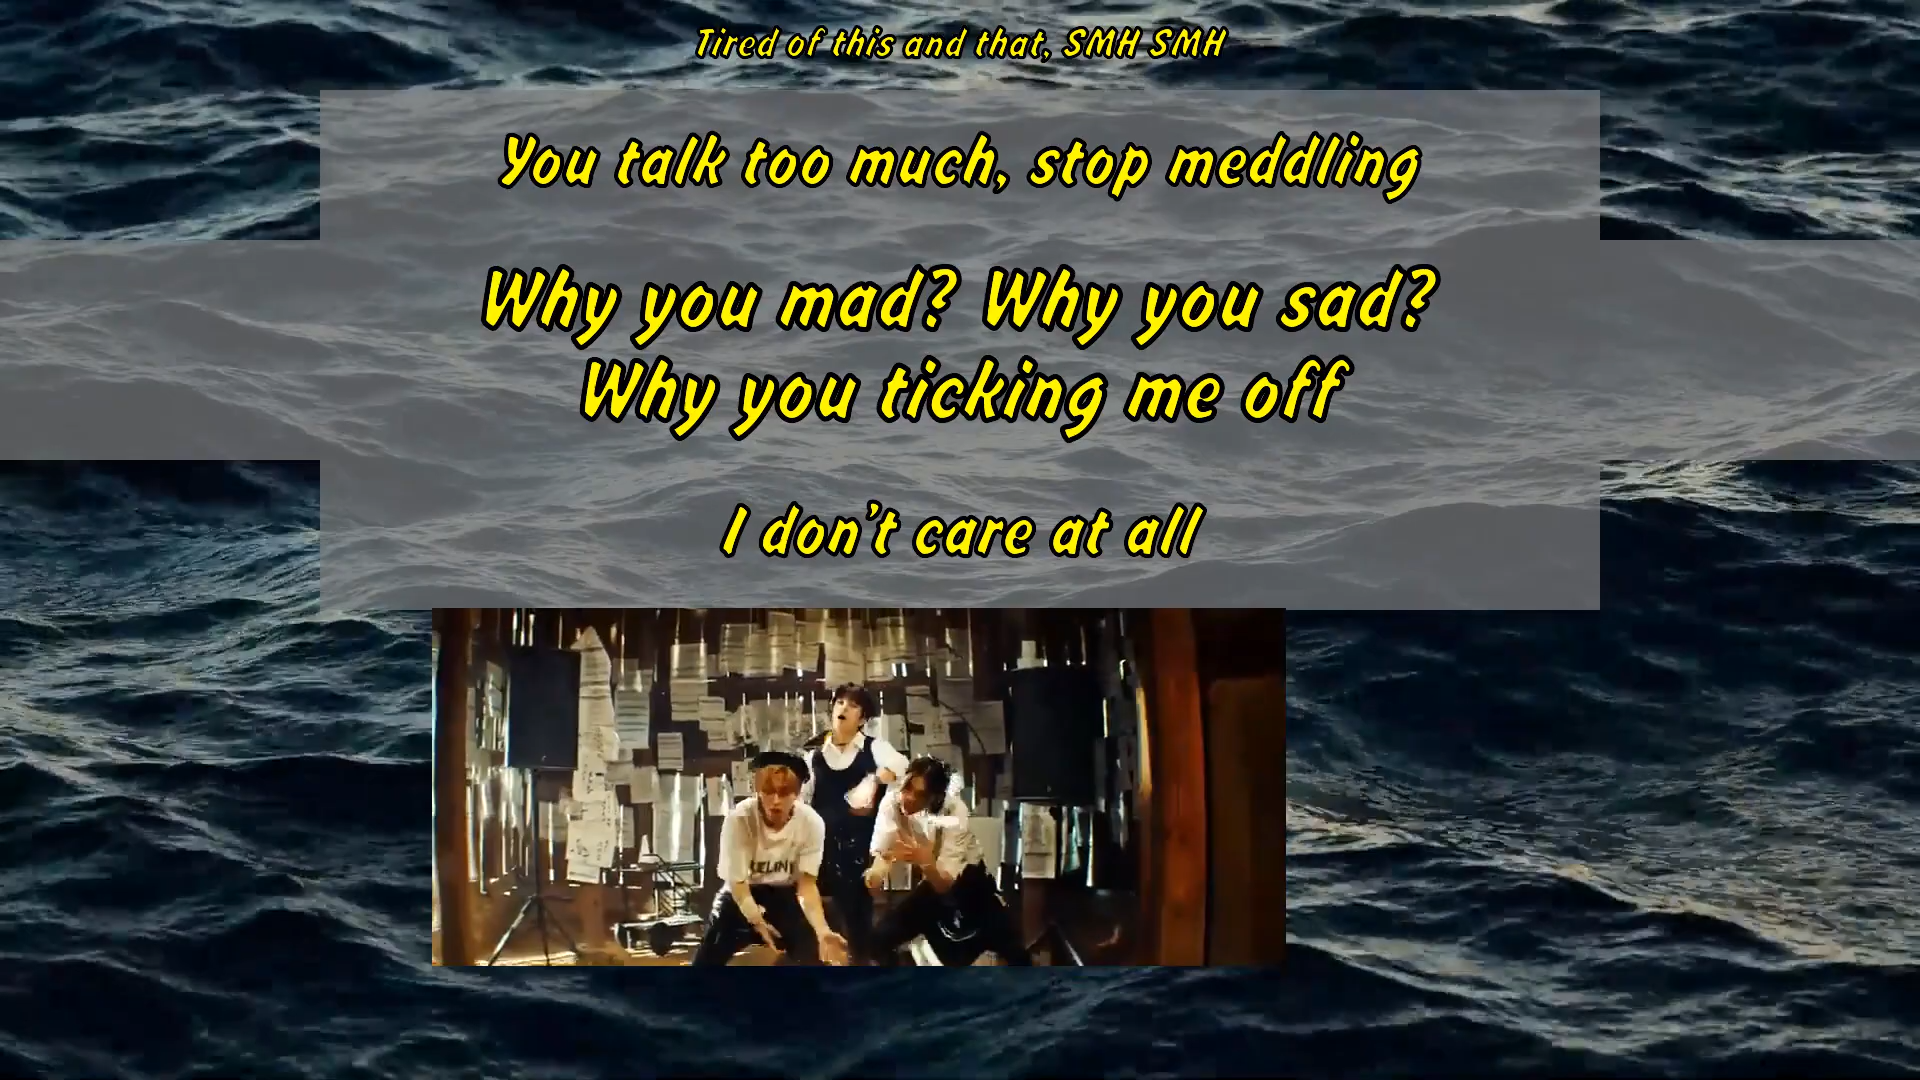 Tired of this and that, SMH SMH
You talk too much, stop meddling
Why you mad? Why you sad?
Why you ticking me off
I don't care at all